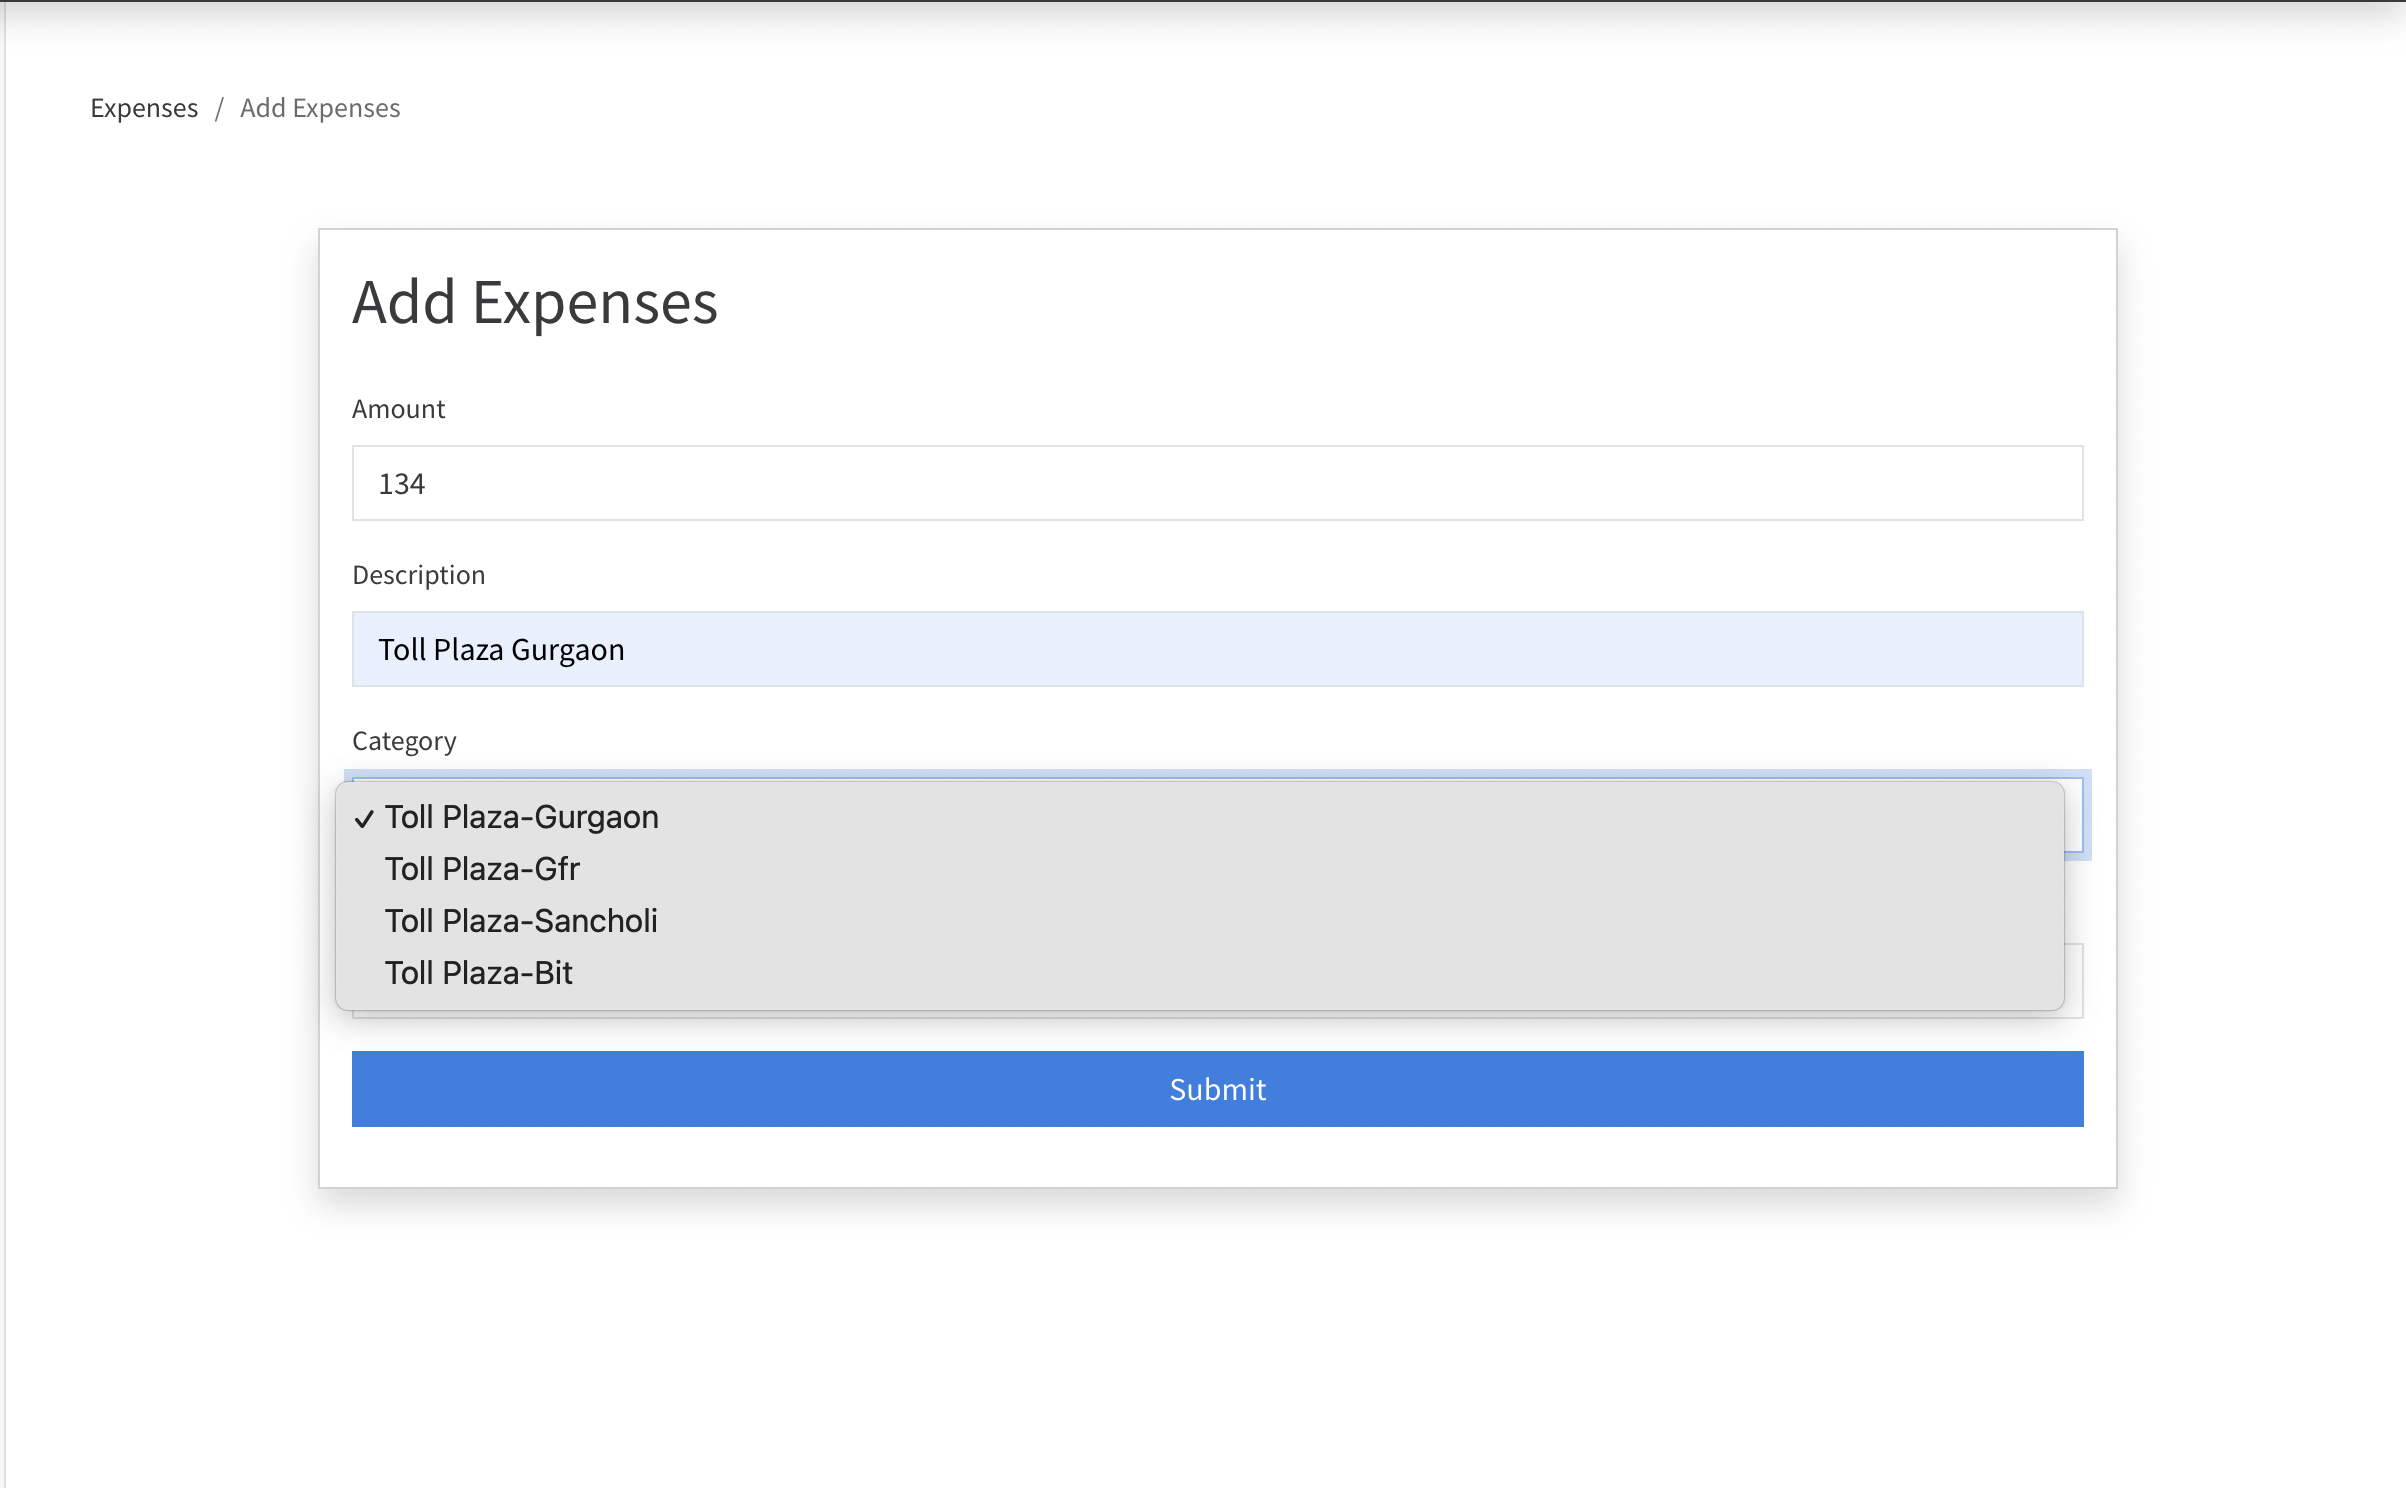 Expenses / Add Expenses
Add Expenses
Amount
134
Description
Toll Plaza Gurgaon
Category
✓ Toll Plaza-Gurgaon
Toll Plaza-Gfr
Toll Plaza-Sancholi
Toll Plaza-Bit
Submit